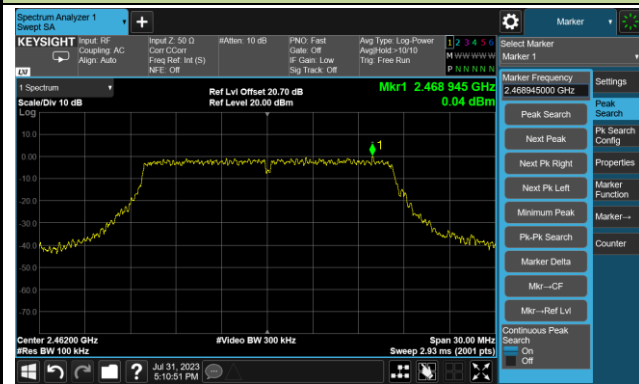 Spectrum Analyzer 1
Swept SA
Marker
KEYSIGHT
Input: RF
Coupling: AC
Align: Auto
Input Z: 50 Ω
Corr CCorr
Freq Ref: Int (S)
NFE: Off
#Atten: 10 dB
PNO: Fast
Gate: Off
IF Gain: Low
Sig Track: Off
Avg Type: Log-Power
Avg|Hold:>10/10
Trig: Free Run
1 2 3 4 5 6
M W W W W W
P N N N N N
LXI
Select Marker
Marker 1
1 Spectrum
Scale/Div 10 dB
Log
Ref Lvl Offset 20.70 dB
Ref Level 20.00 dBm
Mkr1 2.468 945 GHz
0.04 dBm
10.0
0.00
-10.0
-20.0
-30.0
-40.0
-50.0
-60.0
-70.0
1
Center 2.46200 GHz
#Res BW 100 kHz
#Video BW 300 kHz
Span 30.00 MHz
Sweep 2.93 ms (2001 pts)
Marker Frequency
2.468945000 GHz
Peak Search
Next Peak
Next Pk Right
Next Pk Left
Minimum Peak
Pk-Pk Search
Marker Delta
Mkr→CF
Mkr→Ref Lvl
Continuous Peak
Search
On
Off
Settings
Peak
Search
Pk Search
Config
Properties
Marker
Function
Marker→
Counter
?
Jul 31, 2023
5:10:51 PM